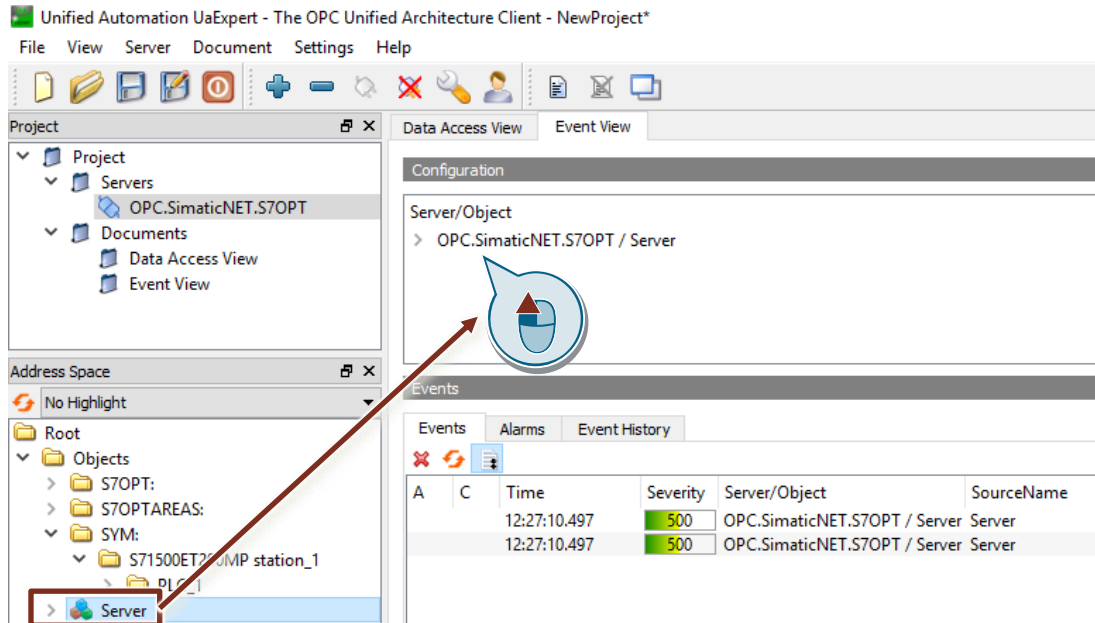 Unified Automation UaExpert - The OPC Unified Architecture Client - NewProject*
File View Server Document Settings Help
Project
Project
Servers
OPC.SimaticNET.S7OPT
Documents
Data Access View
Event View
Address Space
No Highlight
Root
Objects
S7OPT:
S7OPTAREAS:
SYM:
station_1
Server
Data Access View Event View
Configuration
Server/Object
OPC.SimaticNET.S7OPT / Server
Events
Events Alarms Event History
A C Time Severity Server/Object SourceName
12:27:10.497 500 OPC.SimaticNET.S7OPT / Server Server
12:27:10.497 500 OPC.SimaticNET.S7OPT / Server Server